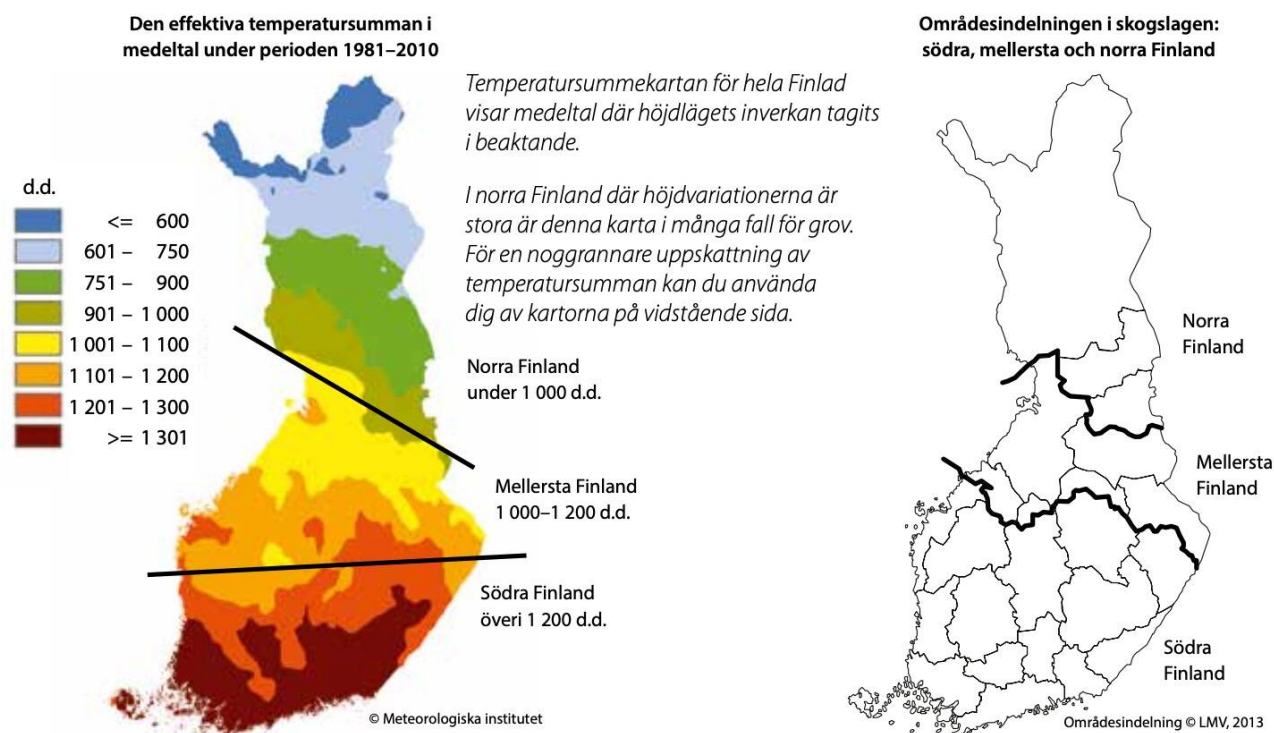 Den effektiva temperatursumman i
medeltal under perioden 1981–2010
Temperatursummekartan för hela Finlad
visar medeltal där höjdlägets inverkan tagits
i beaktande.
I norra Finland där höjdvariationerna är
stora är denna karta i många fall för grov.
För en noggrannare uppskattning av
temperatursumman kan du använda
dig av kartorna på vidstående sida.
d.d.
<= 600
601 – 750
751 – 900
901 – 1 000
1 001 – 1 100
1 101 – 1 200
1 201 – 1 300
>= 1 301
Norra Finland
under 1 000 d.d.
Mellersta Finland
1 000–1 200 d.d.
Södra Finland
överi 1 200 d.d.
© Meteorologiska institutet
Områdesindelningen i skogslagen:
södra, mellersta och norra Finland
Norra
Finland
Mellersta
Finland
Södra
Finland
Områdesindelning © LMV, 2013